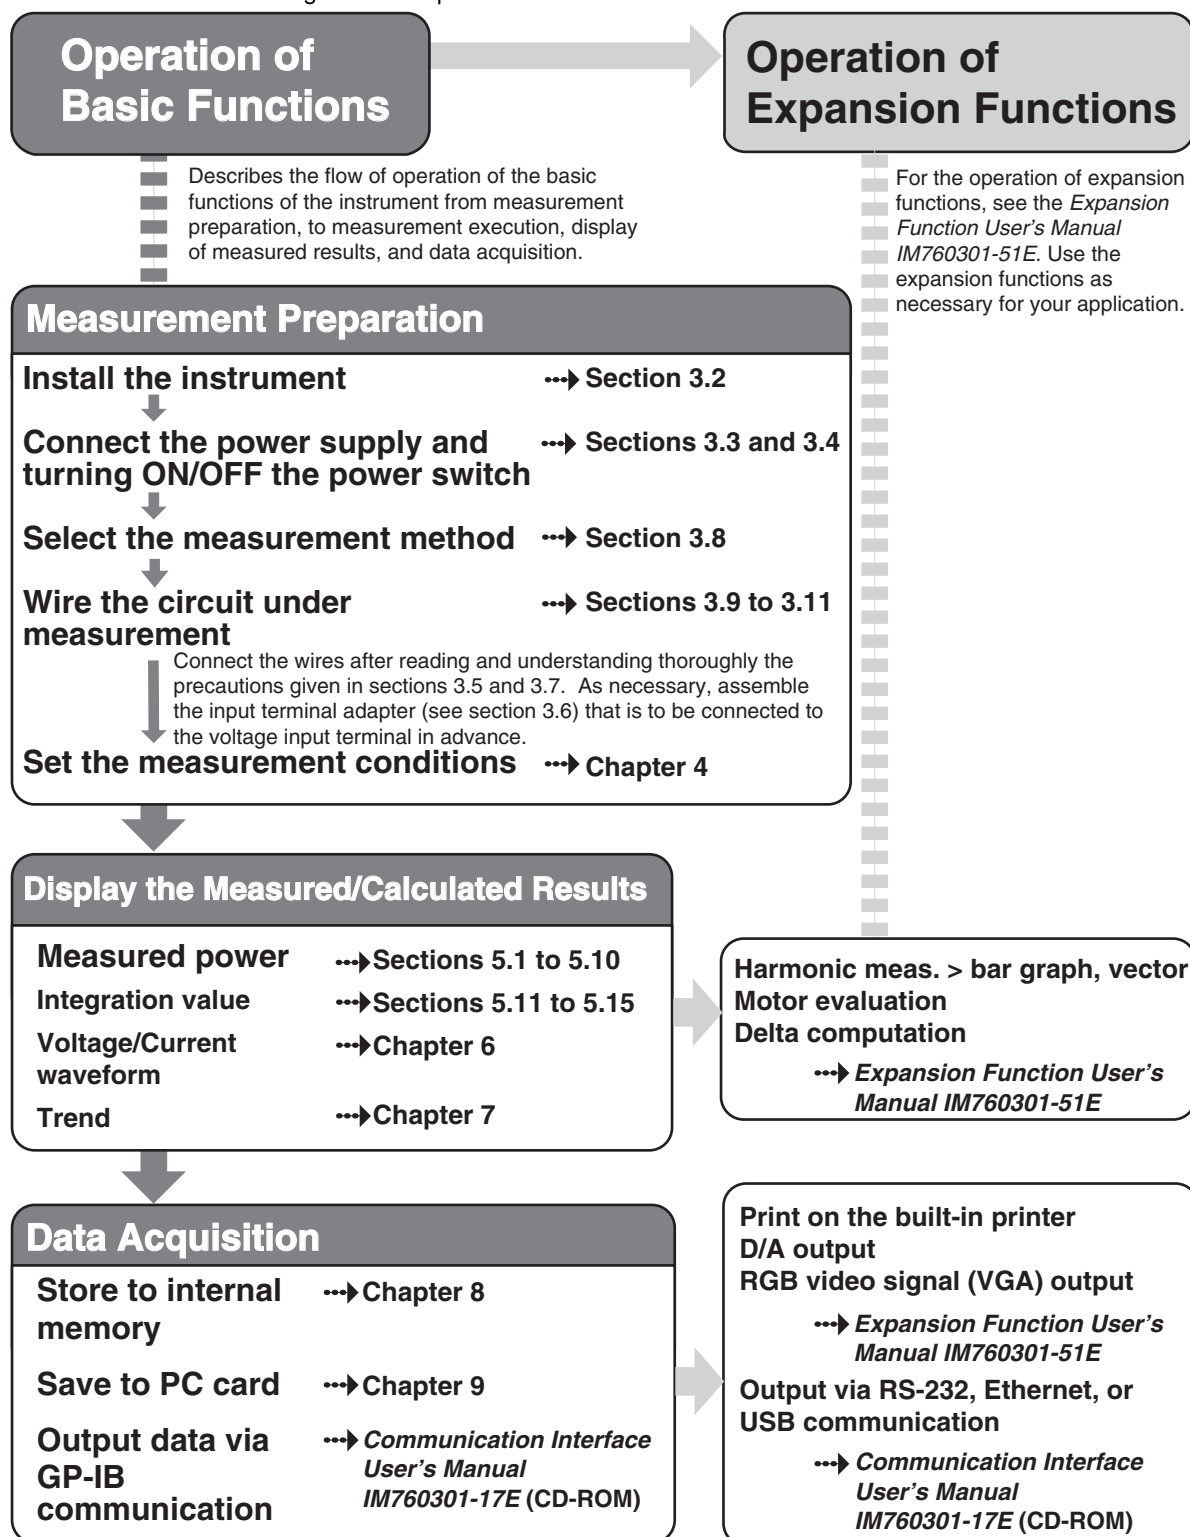 Operation of
Basic Functions
Operation of
Expansion Functions
Describes the flow of operation of the basic
functions of the instrument from measurement
preparation, to measurement execution, display
of measured results, and data acquisition.
For the operation of expansion
functions, see the Expansion
Function User's Manual
IM760301-51E. Use the
expansion functions as
necessary for your application.
Measurement Preparation
Install the instrument
Section 3.2
Connect the power supply and
turning ON/OFF the power switch
Sections 3.3 and 3.4
Select the measurement method
Section 3.8
Wire the circuit under
measurement
Sections 3.9 to 3.11
Connect the wires after reading and understanding thoroughly the
precautions given in sections 3.5 and 3.7. As necessary, assemble
the input terminal adapter (see section 3.6) that is to be connected to
the voltage input terminal in advance.
Set the measurement conditions
Chapter 4
Display the Measured/Calculated Results
Measured power
Sections 5.1 to 5.10
Integration value
Sections 5.11 to 5.15
Voltage/Current
waveform
Chapter 6
Trend
Chapter 7
Harmonic meas. > bar graph, vector
Motor evaluation
Delta computation
Expansion Function User's
Manual IM760301-51E
Data Acquisition
Store to internal
memory
Chapter 8
Save to PC card
Chapter 9
Output data via
GP-IB
communication
Communication Interface
User's Manual
IM760301-17E (CD-ROM)
Print on the built-in printer
D/A output
RGB video signal (VGA) output
Expansion Function User's
Manual IM760301-51E
Output via RS-232, Ethernet, or
USB communication
Communication Interface
User's Manual
IM760301-17E (CD-ROM)